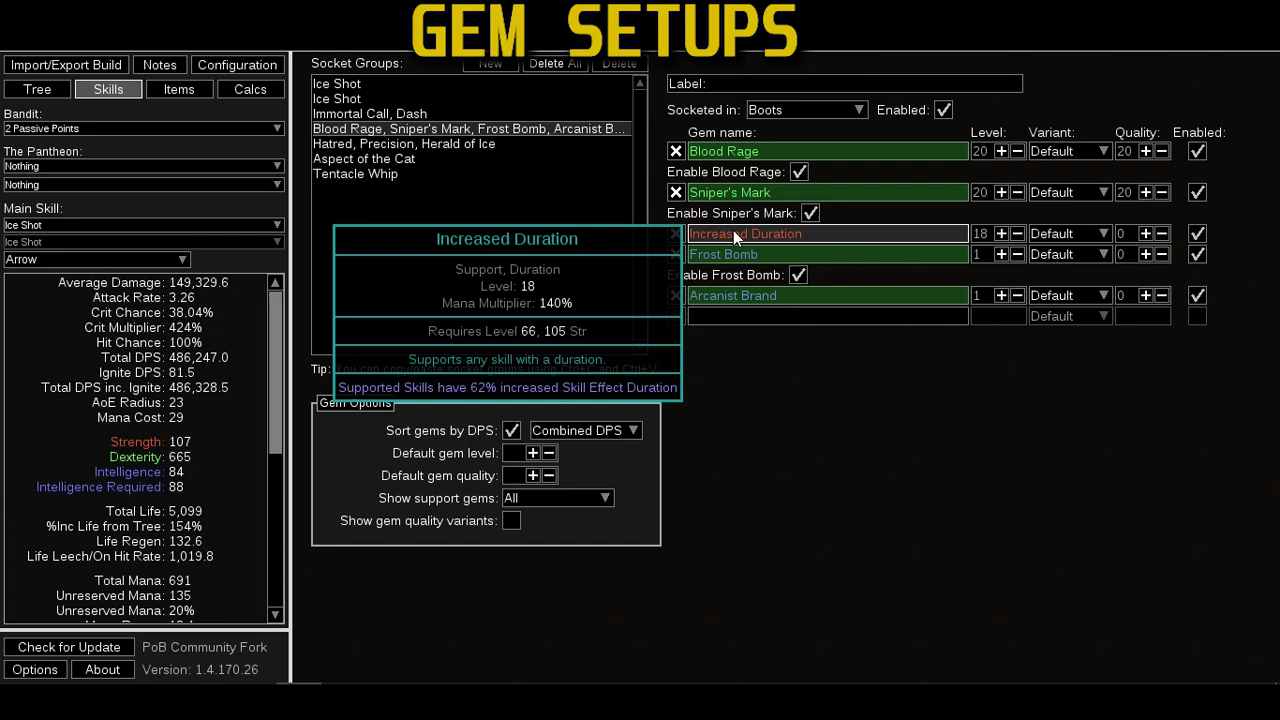 GEM SETUPS
Import/Export Build Notes Configuration
Tree Skills Items Calcs
Bandit:
2 Passive Points
The Pantheon:
Nothing
Nothing
Main Skill:
Ice Shot
Ice Shot
Arrow
Average Damage: 149,329.6
Attack Rate: 3.26
Crit Chance: 38.04%
Crit Multiplier: 424%
Hit Chance: 100%
Total DPS: 486,247.0
Ignite DPS: 81.5
Total DPS inc. Ignite: 486,328.5
AoE Radius: 23
Mana Cost: 29
Strength: 107
Dexterity: 665
Intelligence: 84
Intelligence Required: 88
Total Life: 5,099
%Inc Life from Tree: 154%
Life Regen: 132.6
Life Leech/On Hit Rate: 1,019.8
Total Mana: 691
Unreserved Mana: 135
Unreserved Mana: 20%
Check for Update PoB Community Fork
Options About Version: 1.4.170.26
Socket Groups: New Delete All Delete
Ice Shot
Ice Shot
Immortal Call, Dash
Blood Rage, Sniper's Mark, Frost Bomb, Arcanist B...
Hatred, Precision, Herald of Ice
Aspect of the Cat
Tentacle Whip
Increased Duration
Support, Duration
Level: 18
Mana Multiplier: 140%
Requires Level 66, 105 Str
Supports any skill with a duration.
Tip:
Supported Skills have 62% increased Skill Effect Duration
Gem Options
Sort gems by DPS: Combined DPS
Default gem level:
Default gem quality:
Show support gems: All
Show gem quality variants:
Label:
Socketed in: Boots Enabled:
Gem name: Level: Variant: Quality: Enabled:
Blood Rage 20 Default 20
Enable Blood Rage:
Sniper's Mark 20 Default 20
Enable Sniper's Mark:
Increased Duration 18 Default 0
Frost Bomb 1 Default 0
Enable Frost Bomb:
Arcanist Brand 1 Default 0
Default